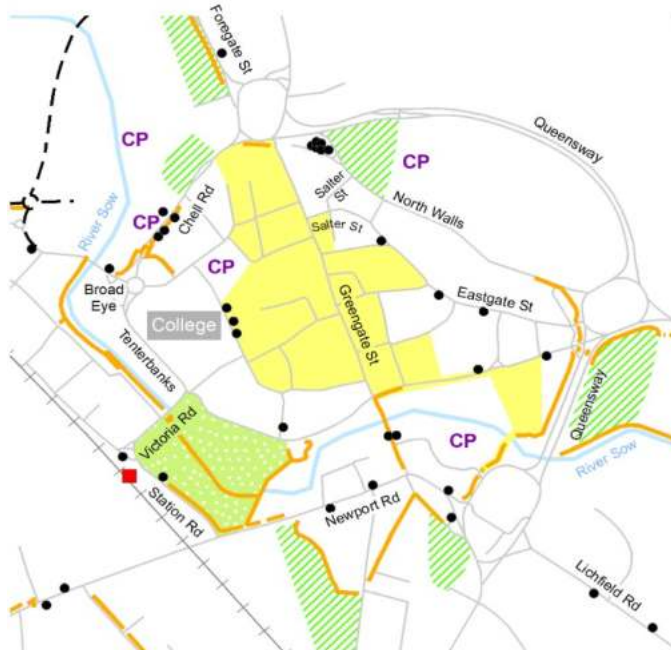 Foregate St
Queensway
CP
CP
Salter
St
North Walls
CP
Chell Rd
River Sow
Salter St
CP
Broad
Eye
College
Greengate St
Eastgate St
Tenterbanks
Victoria Rd
CP
Queensway
River Sow
Station Rd
Newport Rd
Lichfield Rd